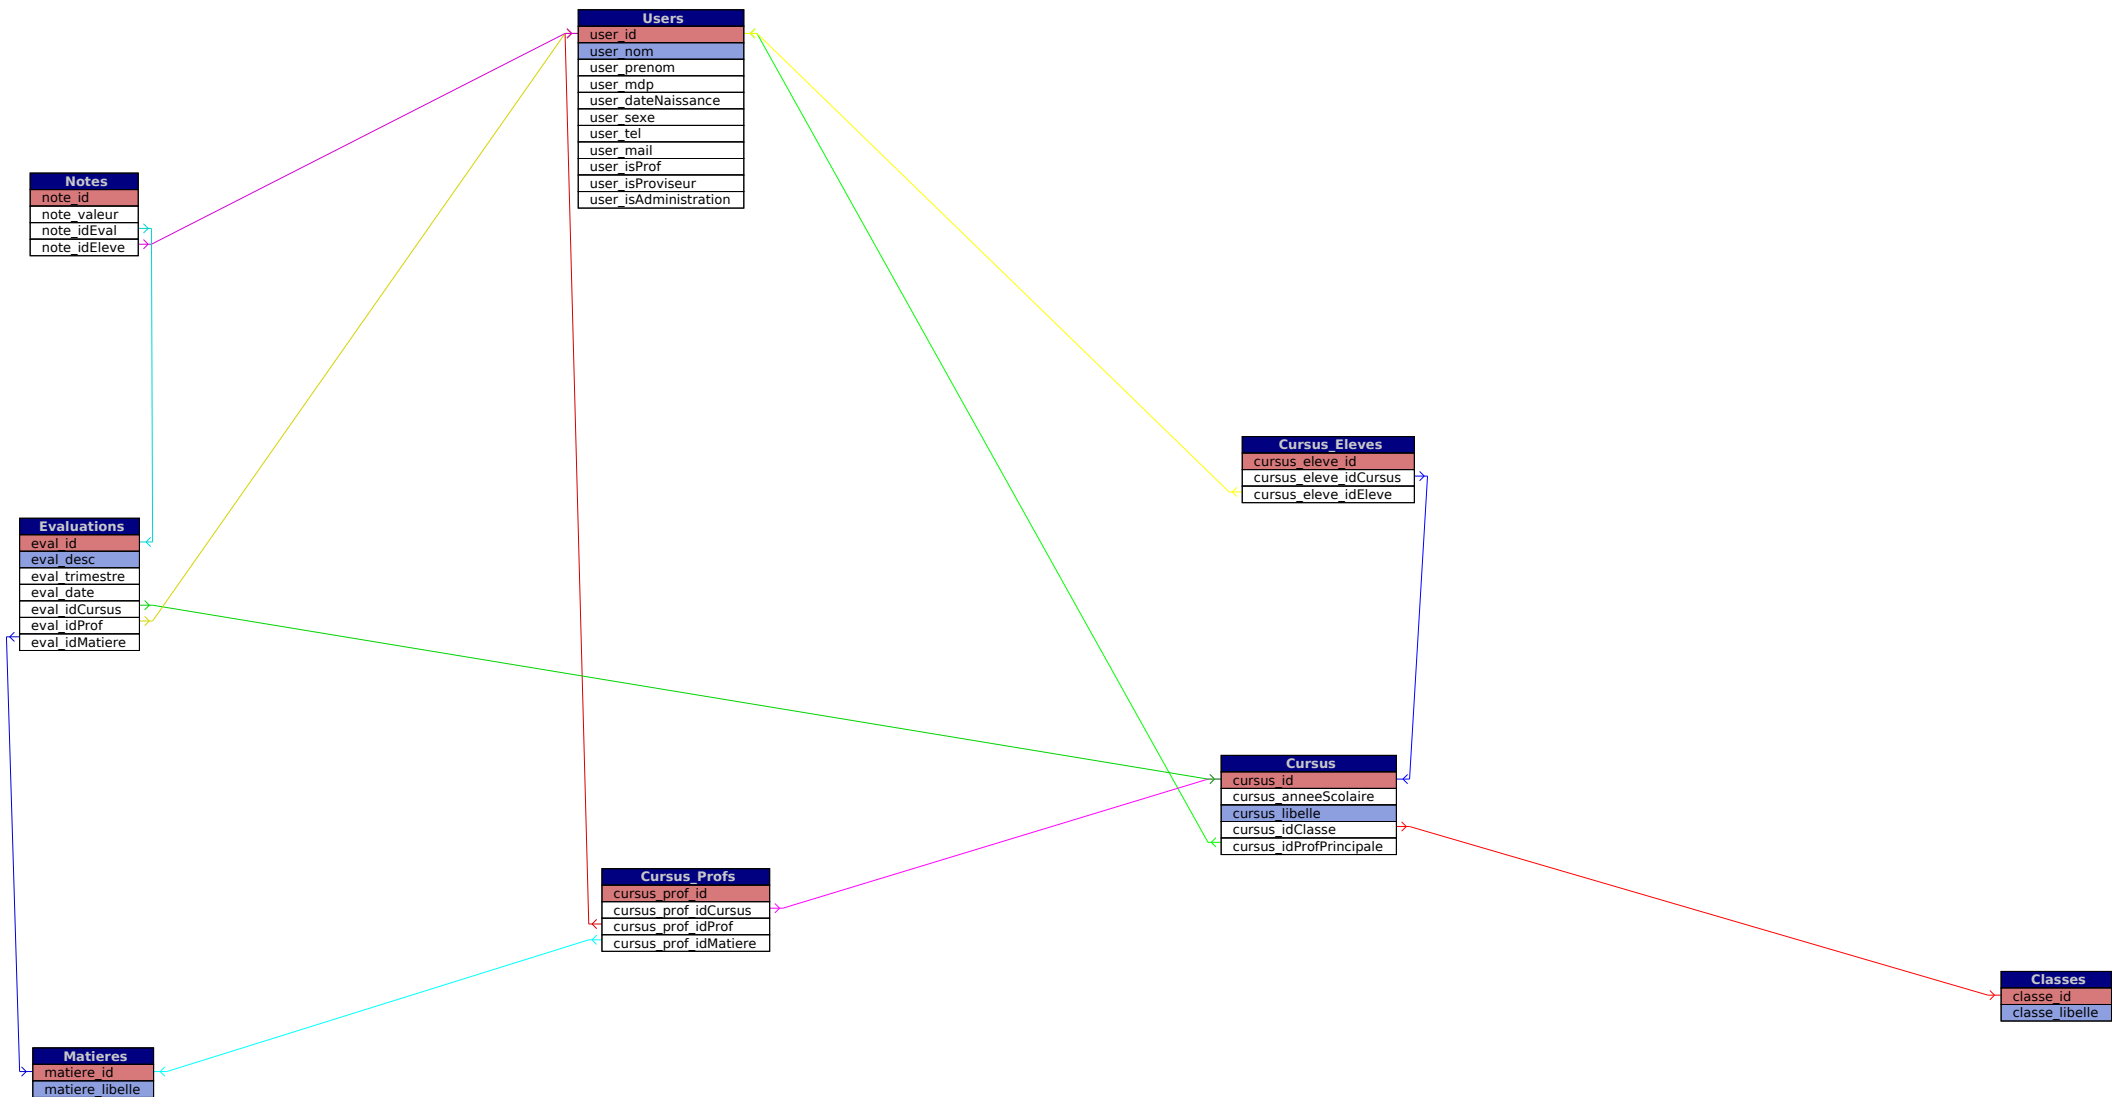 Users
user_id
user_nom
user_prenom
user_mdp
user_dateNaissance
user_sexe
user_tel
user_mail
user_isProf
user_isProviseur
user_isAdministration
Notes
note_id
note_valeur
note_idEval
note_idEleve
Cursus_Eleves
cursus_eleve_id
cursus_eleve_idCursus
cursus_eleve_idEleve
Evaluations
eval_id
eval_desc
eval_trimestre
eval_date
eval_idCursus
eval_idProf
eval_idMatiere
Cursus
cursus_id
cursus_anneeScolaire
cursus_libelle
cursus_idClasse
cursus_idProfPrincipale
Cursus_Profs
cursus_prof_id
cursus_prof_idCursus
cursus_prof_idProf
cursus_prof_idMatiere
Classes
classe_id
classe_libelle
Matieres
matiere_id
matiere_libelle